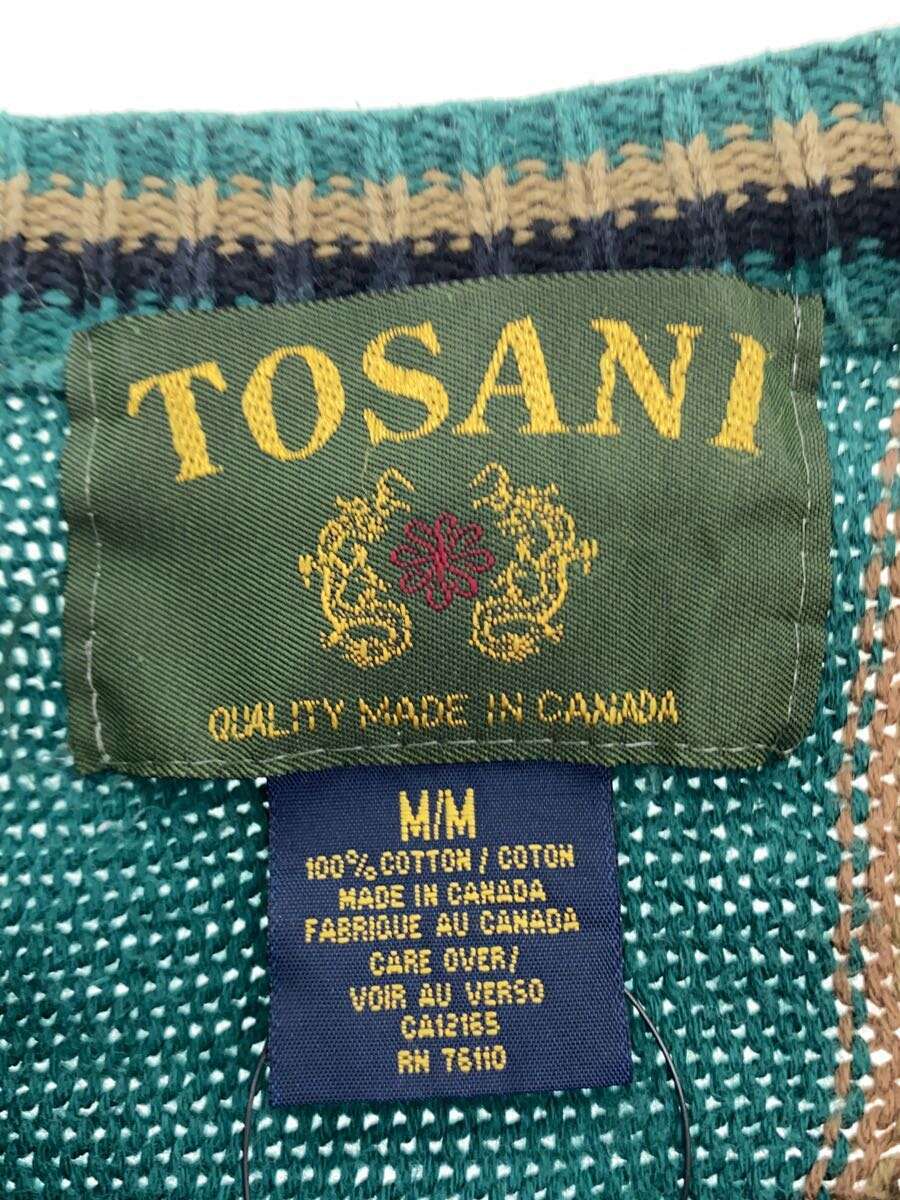 TOSANI
QUALITY MADE IN CANADA
M/M
100% COTTON / COTON
MADE IN CANADA
FABRIQUE AU CANADA
CARE OVER/
VOIR AU VERSO
CA12165
RN 76110